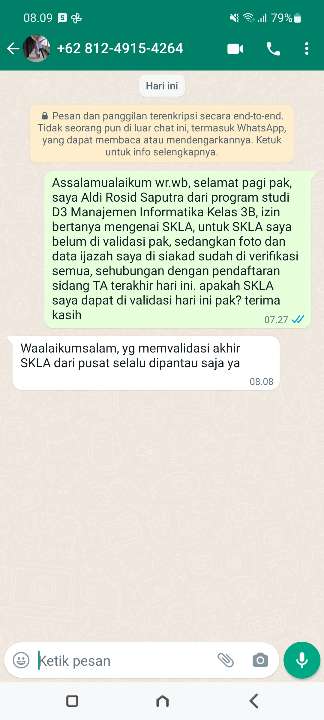 08.09
79%
+62 812-4915-4264
Hari ini
Pesan dan panggilan terenkripsi secara end-to-end.
Tidak seorang pun di luar chat ini, termasuk WhatsApp,
yang dapat membaca atau mendengarkannya. Ketuk
untuk info selengkapnya.
Assalamualaikum wr.wb, selamat pagi pak,
saya Aldi Rosid Saputra dari program studi
D3 Manajemen Informatika Kelas 3B, izin
bertanya mengenai SKLA, untuk SKLA saya
belum di validasi pak, sedangkan foto dan
data ijazah saya di siakad sudah di verifikasi
semua, sehubungan dengan pendaftaran
sidang TA terakhir hari ini. apakah SKLA
saya dapat di validasi hari ini pak? terima
kasih
07.27
Waalaikumsalam, yg memvalidasi akhir
SKLA dari pusat selalu dipantau saja ya
08.08
Ketik pesan